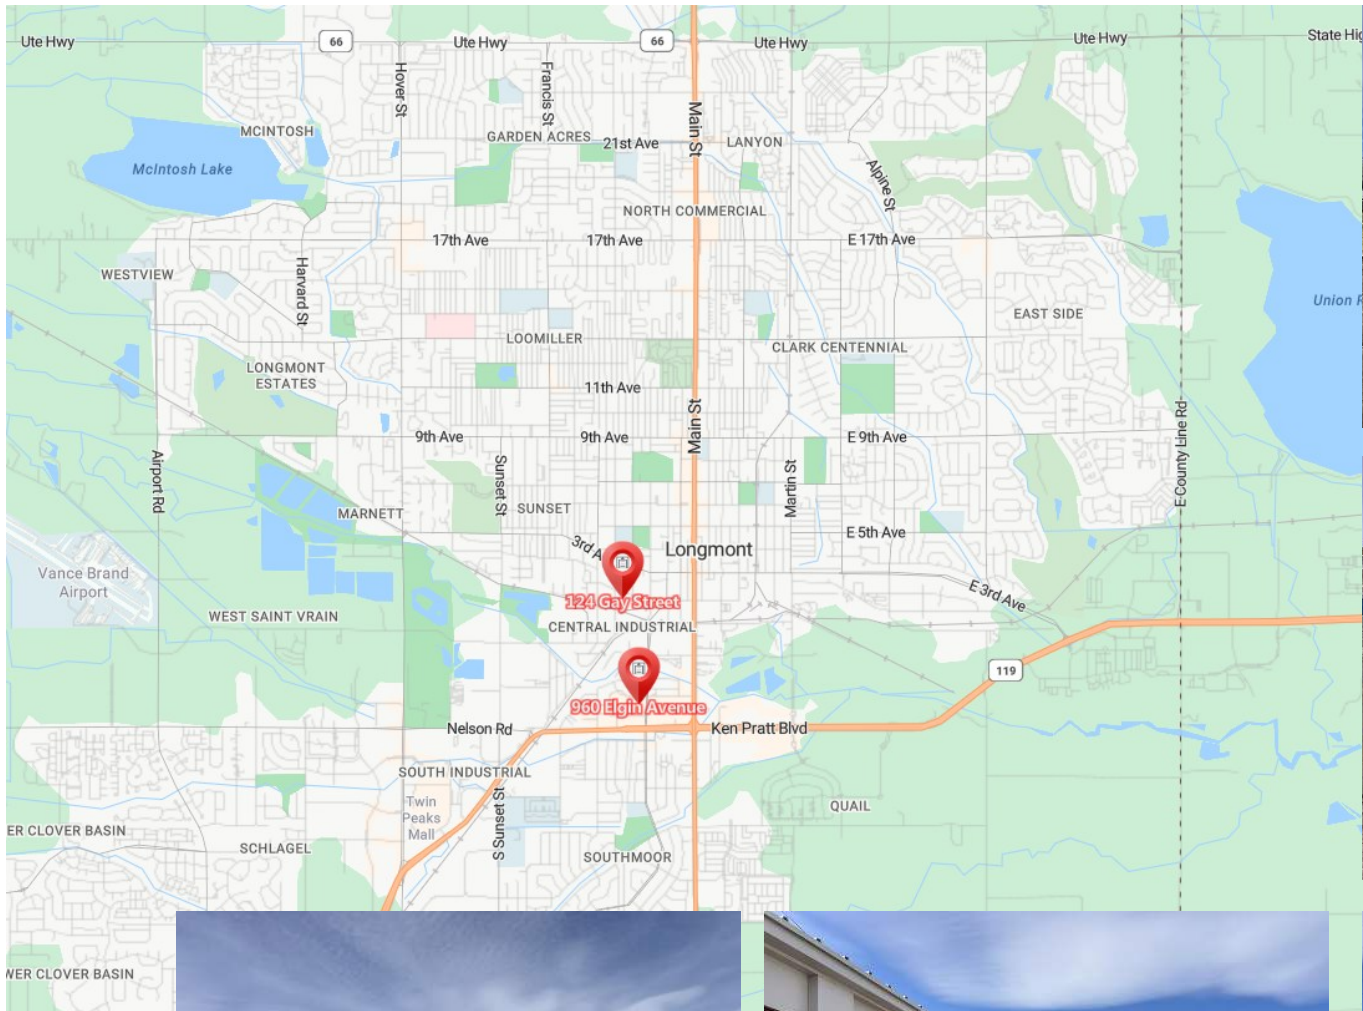 Ute Hwy
66
Ute Hwy
66
Ute Hwy
Ute Hwy
State Hig
Hover St
Francis St
Main St
MCINTOSH
GARDEN ACRES
21st Ave
LANYON
McIntosh Lake
Alpine St
NORTH COMMERCIAL
17th Ave
17th Ave
E 17th Ave
WESTVIEW
Harvard St
Union R
EAST SIDE
LOOMILLER
CLARK CENTENNIAL
LONGMONT
ESTATES
11th Ave
Main St
9th Ave
9th Ave
E 9th Ave
E County Line Rd
Airport Rd
Sunset St
Martin St
MARNETT
SUNSET
E 5th Ave
3rd A
Longmont
Vance Brand
Airport
E 3rd Ave
124 Gay Street
WEST SAINT VRAIN
CENTRAL INDUSTRIAL
119
960 Elgin Avenue
Nelson Rd
Ken Pratt Blvd
SOUTH INDUSTRIAL
Twin
Peaks
Mall
S Sunset St
QUAIL
ER CLOVER BASIN
SCHLAGEL
SOUTHMOOR
WER CLOVER BASIN